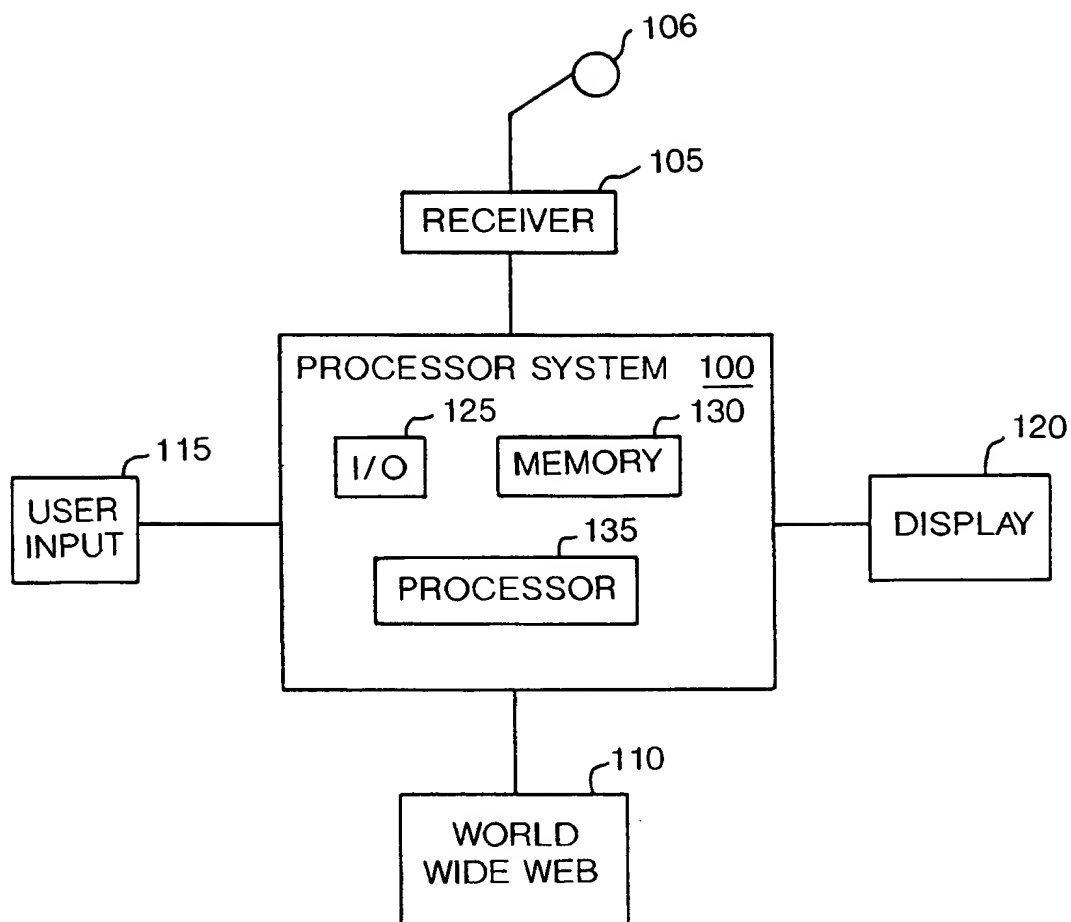 106
105
RECEIVER
PROCESSOR SYSTEM 100
125
130
I/O
MEMORY
115
120
USER
INPUT
DISPLAY
135
PROCESSOR
110
WORLD
WIDE WEB